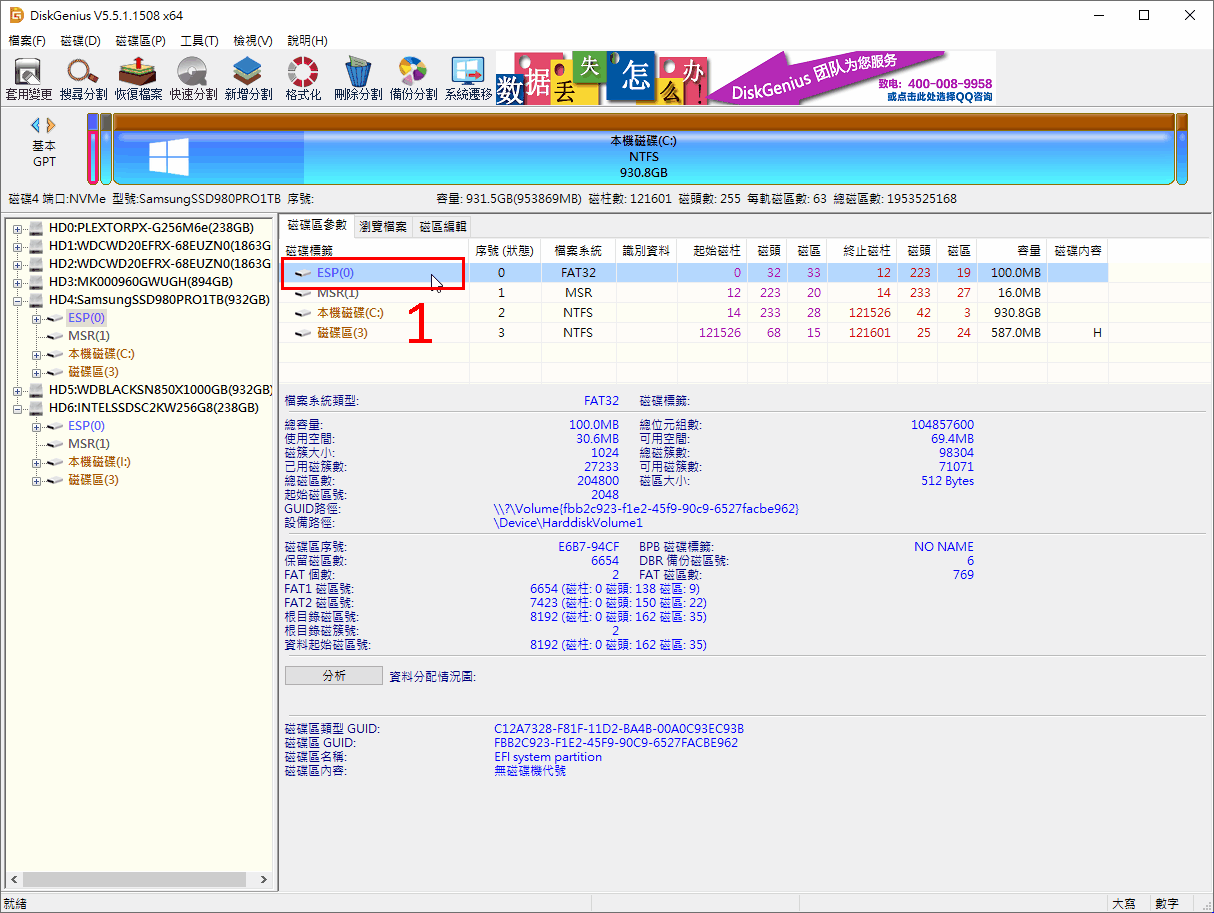 DiskGenius V5.5.1.1508 x64
檔案(F) 磁碟(D) 磁碟區(P) 工具(T) 檢視(V) 說明(H)
套用變更 搜尋分割 恢復檔案 快速分割 新增分割 格式化 刪除分割 備份分割 系統遷移
数据丢失怎么办!
DiskGenius 团队为您服务
致电: 400-008-9958
或点击此处选择QQ咨询
基本
GPT
本機磁碟(C:)
NTFS
930.8GB
磁碟4 端口:NVMe 型號:SamsungSSD980PRO1TB 序號: 容量: 931.5GB(953869MB) 磁柱數: 121601 磁頭數: 255 每軌磁區數: 63 總磁區數: 1953525168
HD0:PLEXTORPX-G256M6e(238GB)
HD1:WDCWD20EFRX-68EUZN0(1863G
HD2:WDCWD20EFRX-68EUZN0(1863G
HD3:MK000960GWUGH(894GB)
HD4:SamsungSSD980PRO1TB(932GB)
ESP(0)
MSR(1)
本機磁碟(C:)
磁碟區(3)
HD5:WDBLACKSN850X1000GB(932GB)
HD6:INTELSSDSC2KW256G8(238GB)
ESP(0)
MSR(1)
本機磁碟(I:)
磁碟區(3)
磁碟區參數 瀏覽檔案 磁區編輯
磁碟標籤 序號 (狀態) 檔案系統 識別資料 起始磁柱 磁頭 磁區 終止磁柱 磁頭 磁區 容量 磁碟內容
ESP(0) 0 FAT32 0 32 33 12 223 19 100.0MB
MSR(1) 1 MSR 12 223 20 14 233 27 16.0MB
本機磁碟(C:) 2 NTFS 14 233 28 121526 42 3 930.8GB
磁碟區(3) 3 NTFS 121526 68 15 121601 25 24 587.0MB H
1
檔案系統類型: FAT32 磁碟標籤:
總容量: 100.0MB 總位元組數: 104857600
使用空間: 30.6MB 可用空間: 69.4MB
磁簇大小: 1024 總磁簇數: 98304
已用磁簇數: 27233 可用磁簇數: 71071
總磁區數: 204800 磁區大小: 512 Bytes
起始磁區號: 2048
GUID路徑: \\?\Volume{fbb2c923-f1e2-45f9-90c9-6527facbe962}
設備路徑: \Device\HarddiskVolume1
磁碟區序號: E6B7-94CF BPB 磁碟標籤: NO NAME
保留磁區數: 6654 DBR 備份磁區號: 6
FAT 個數: 2 FAT 磁區數: 769
FAT1 磁區號: 6654 (磁柱: 0 磁頭: 138 磁區: 9)
FAT2 磁區號: 7423 (磁柱: 0 磁頭: 150 磁區: 22)
根目錄磁區號: 8192 (磁柱: 0 磁頭: 162 磁區: 35)
根目錄磁簇號: 2
資料起始磁區號: 8192 (磁柱: 0 磁頭: 162 磁區: 35)
分析 資料分配情況圖:
磁碟區類型 GUID: C12A7328-F81F-11D2-BA4B-00A0C93EC93B
磁碟區 GUID: FBB2C923-F1E2-45F9-90C9-6527FACBE962
磁碟區名稱: EFI system partition
磁碟區內容: 無磁碟機代號
就緒 大寫 數字